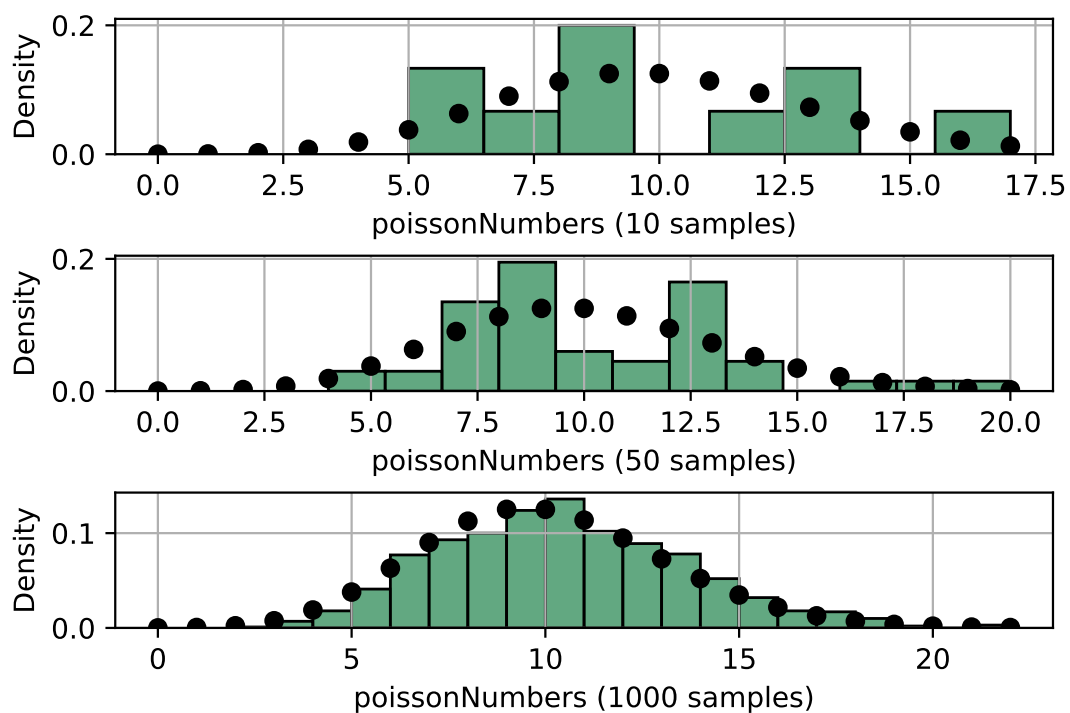 Density
0.2
0.0
0.0 2.5 5.0 7.5 10.0 12.5 15.0 17.5
poissonNumbers (10 samples)
Density
0.2
0.0
0.0 2.5 5.0 7.5 10.0 12.5 15.0 17.5 20.0
poissonNumbers (50 samples)
Density
0.1
0.0
0 5 10 15 20
poissonNumbers (1000 samples)